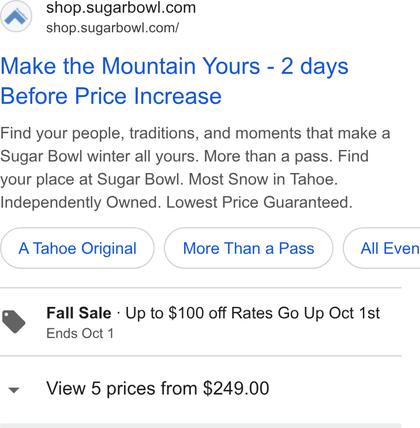 shop.sugarbowl.com
shop.sugarbowl.com/
Make the Mountain Yours - 2 days
Before Price Increase
Find your people, traditions, and moments that make a
Sugar Bowl winter all yours. More than a pass. Find
your place at Sugar Bowl. Most Snow in Tahoe.
Independently Owned. Lowest Price Guaranteed.
A Tahoe Original More Than a Pass All Even
Fall Sale · Up to $100 off Rates Go Up Oct 1st
Ends Oct 1
View 5 prices from $249.00